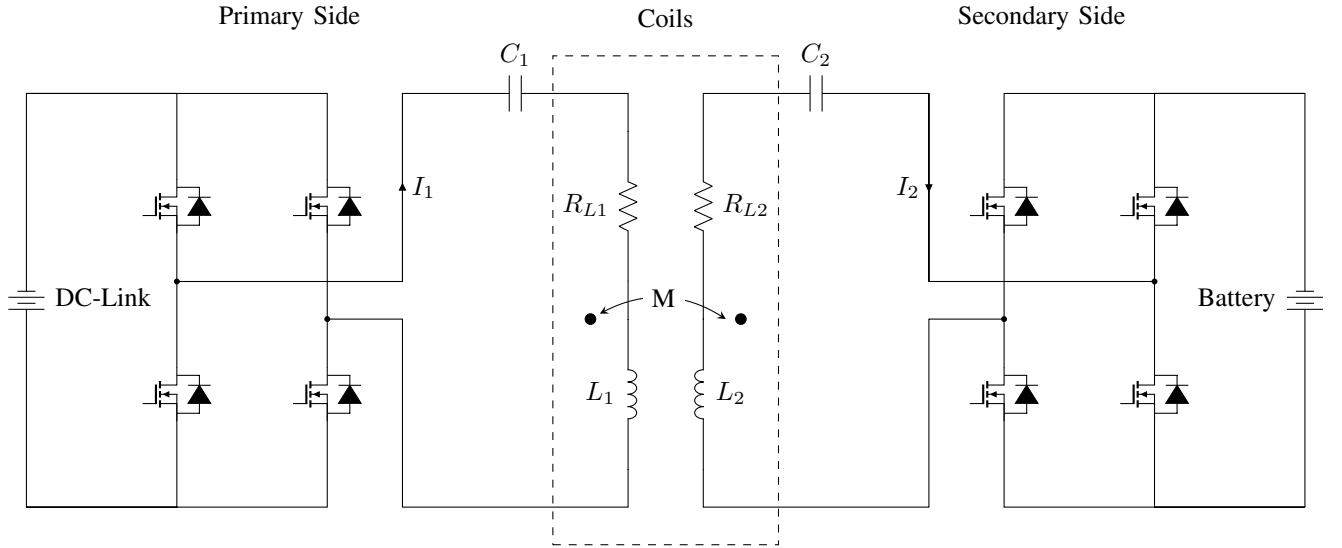 Primary Side
Coils
Secondary Side
C1
C2
I1
RL1
RL2
I2
DC-Link
M
Battery
L1
L2